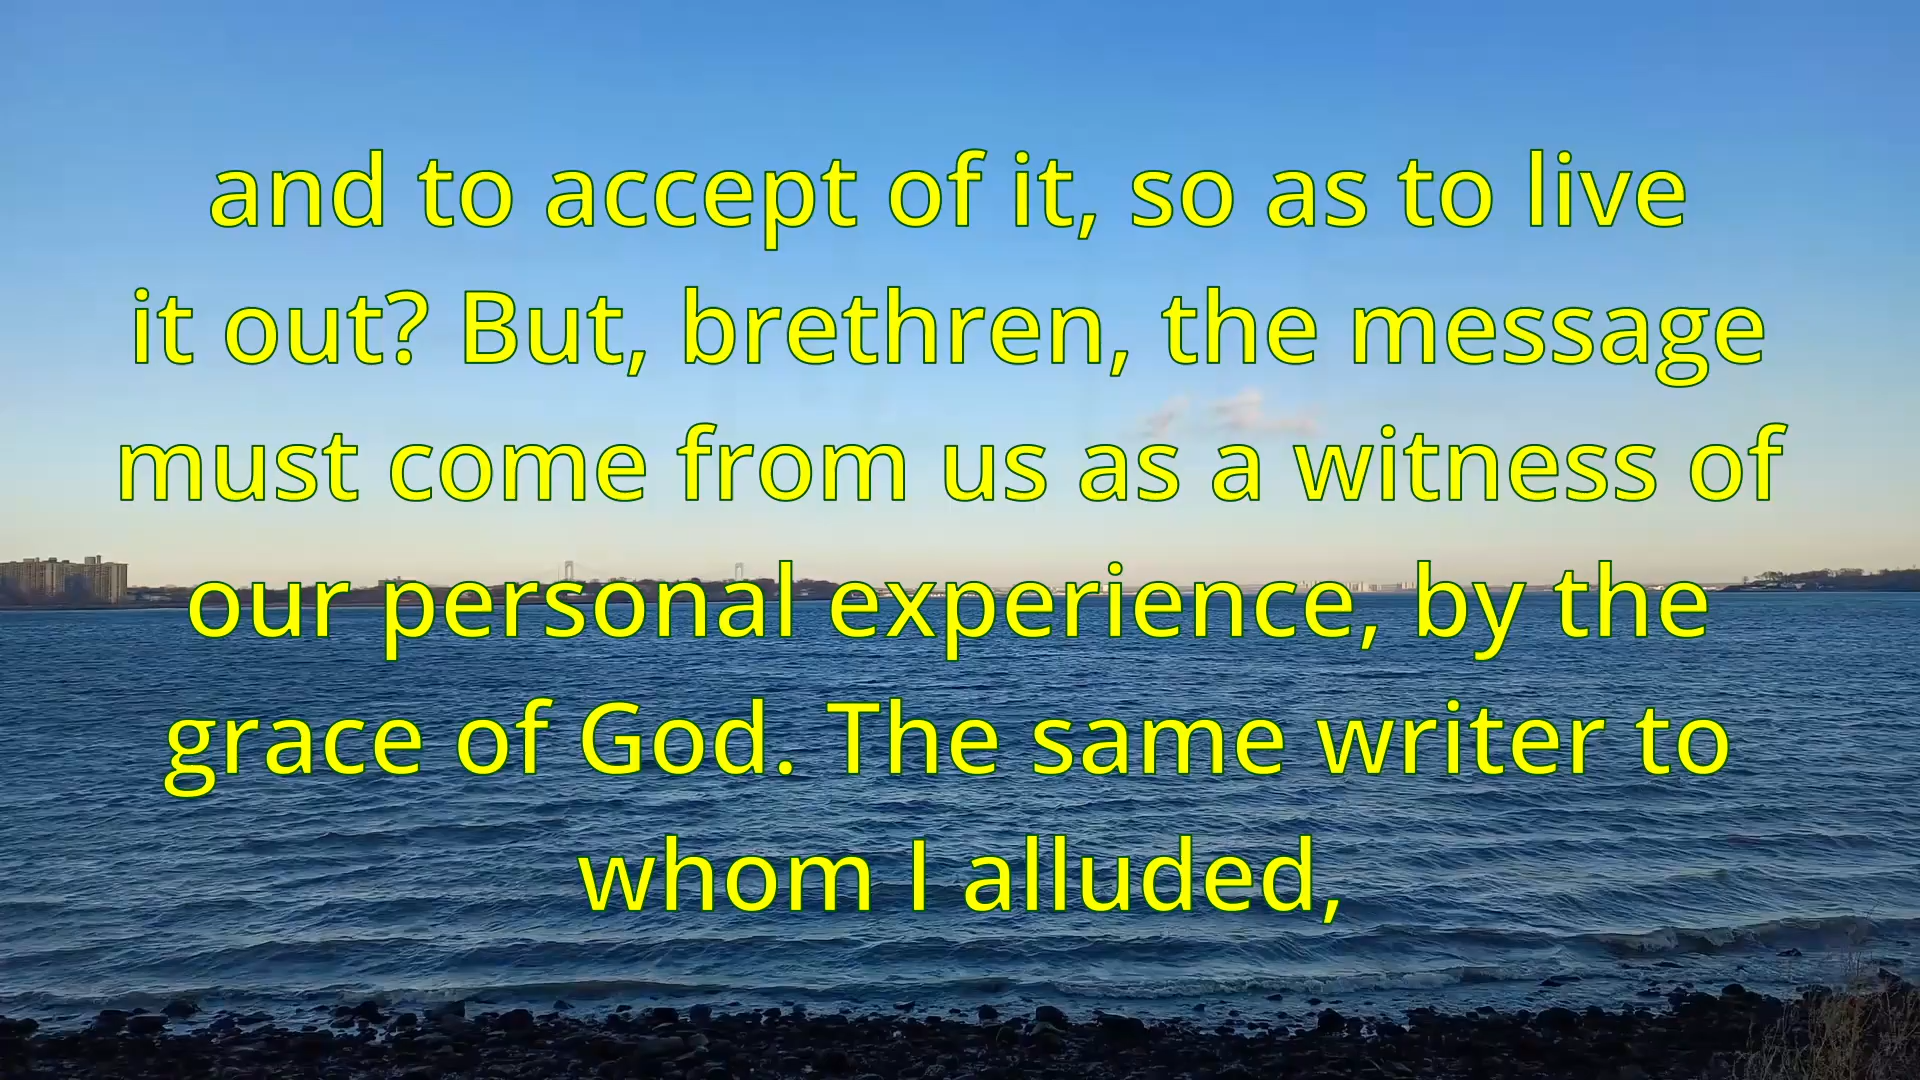 and to accept of it, so as to live
it out? But, brethren, the message
must come from us as a witness of
our personal experience, by the
grace of God. The same writer to
whom I alluded,